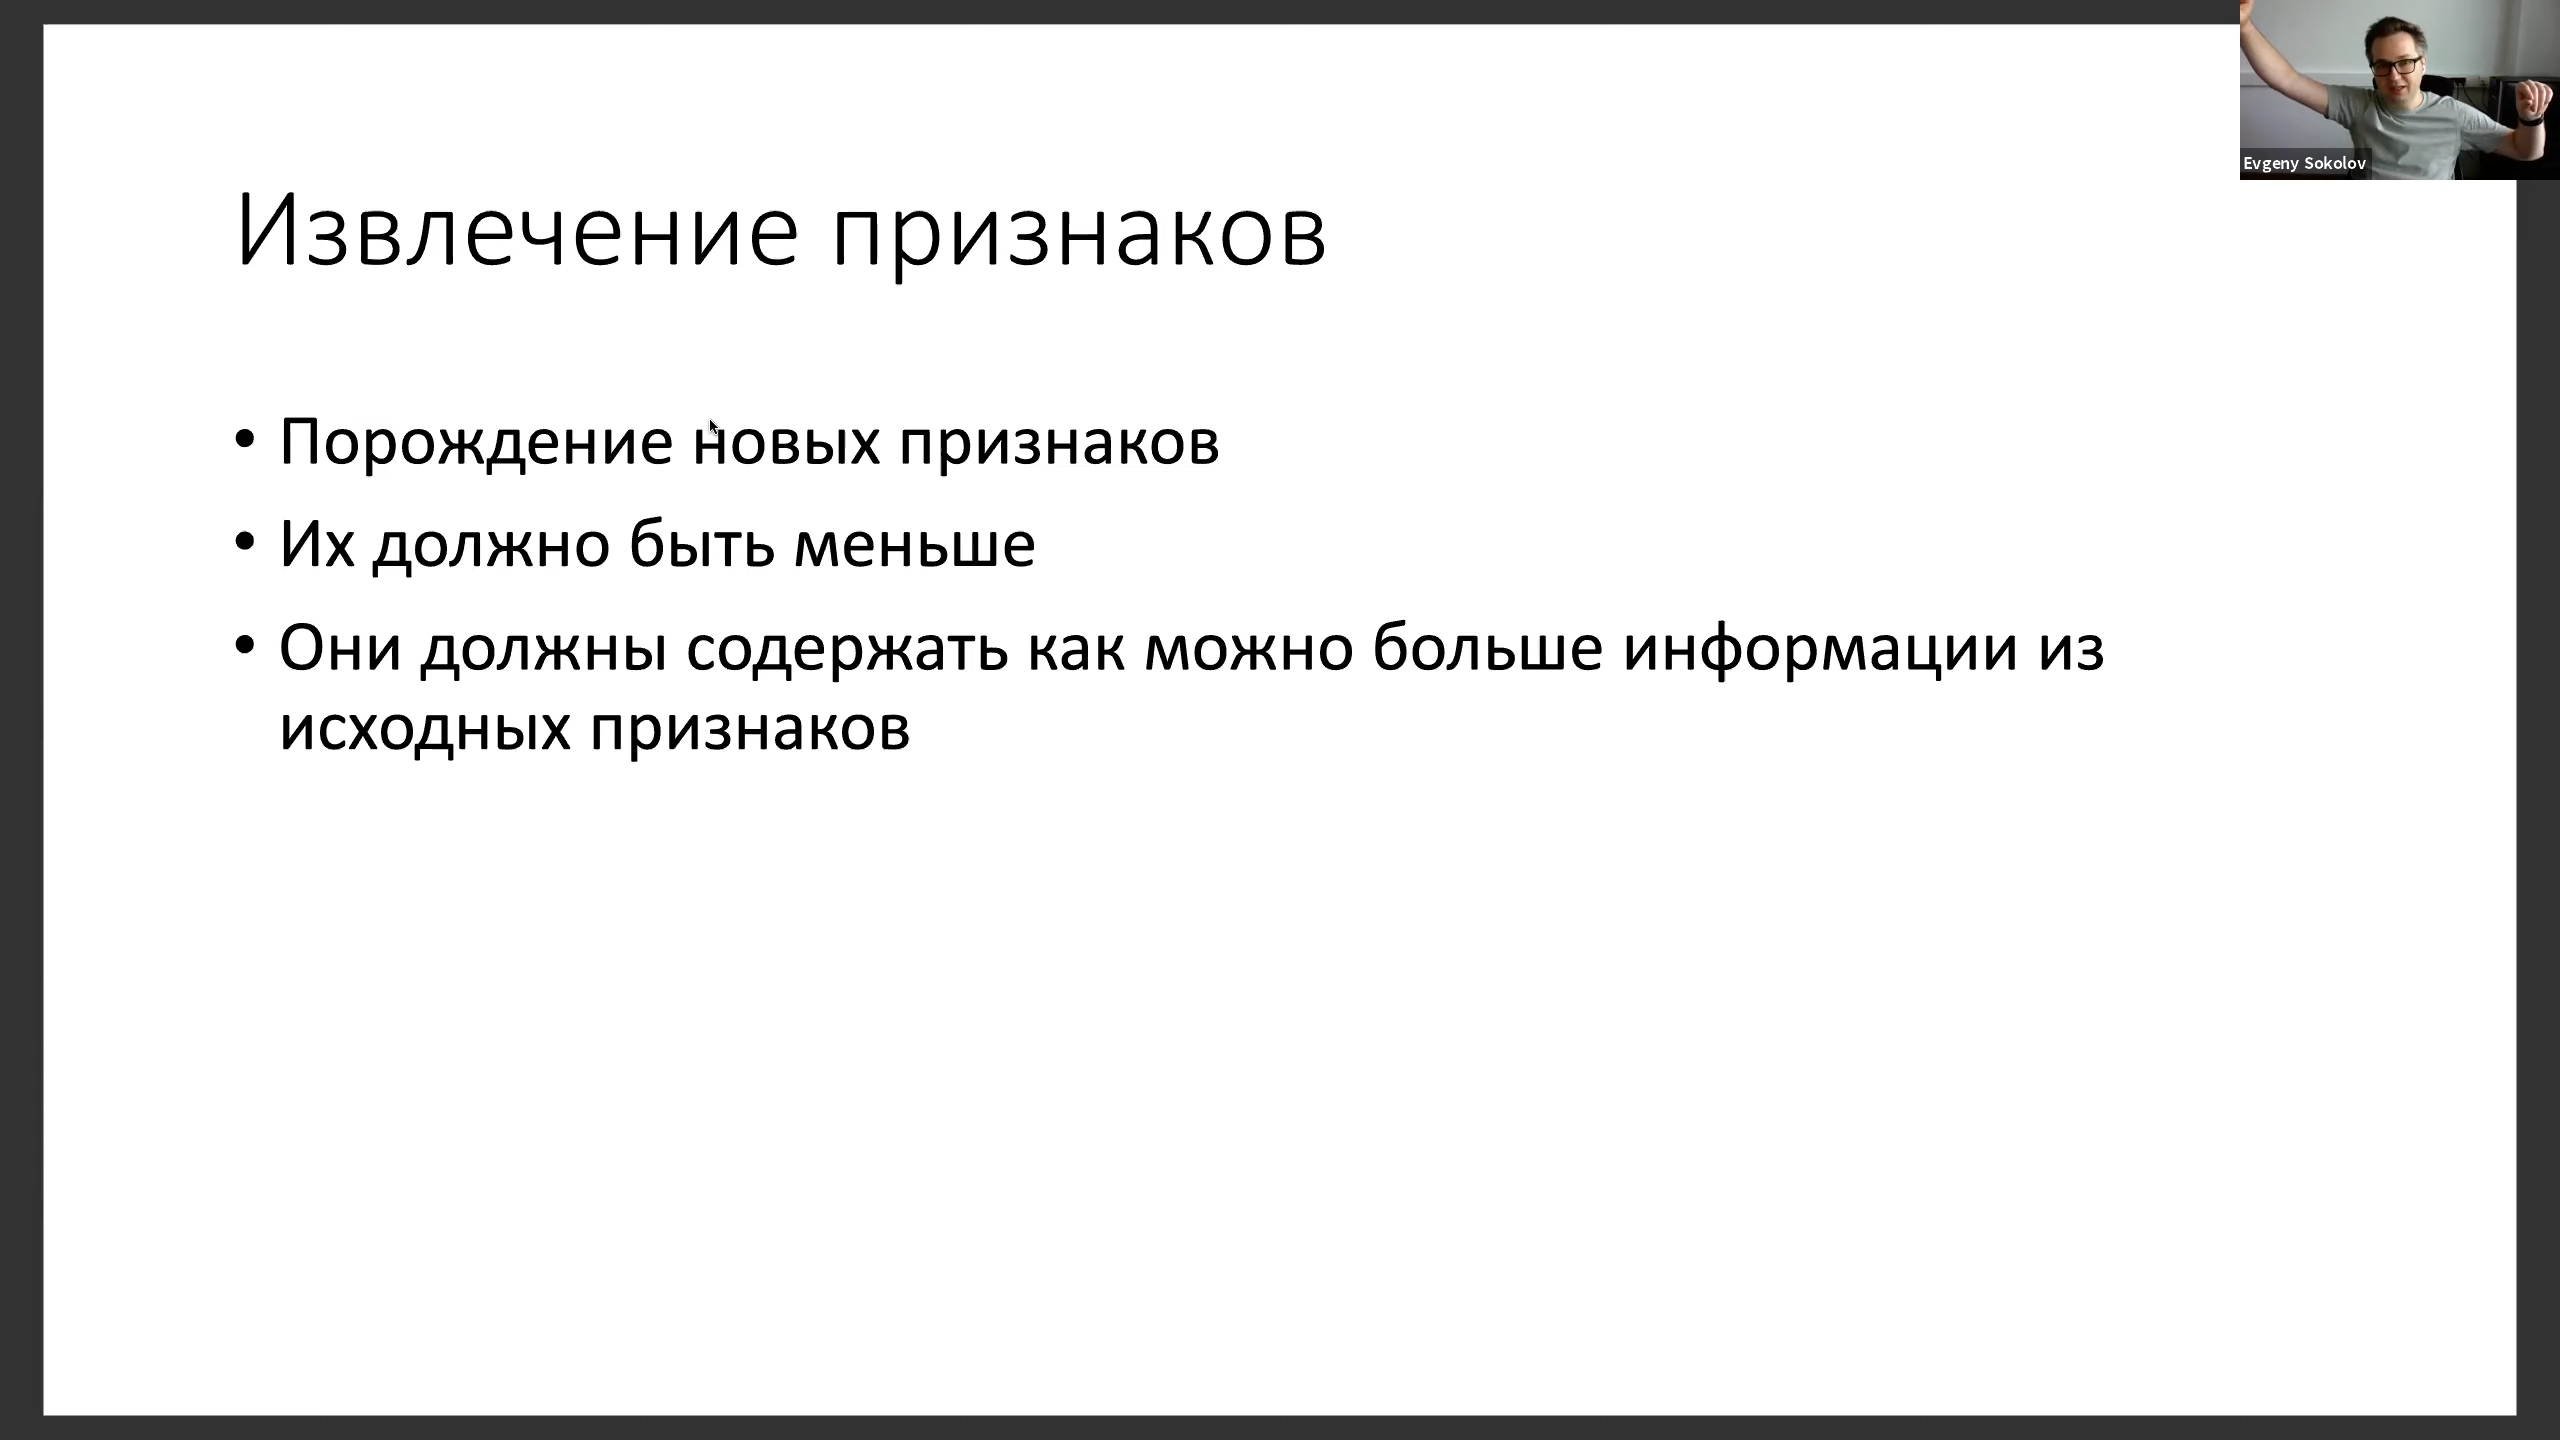 Извлечение признаков
• Порождение новых признаков
• Их должно быть меньше
• Они должны содержать как можно больше информации из
исходных признаков
Evgeny Sokolov